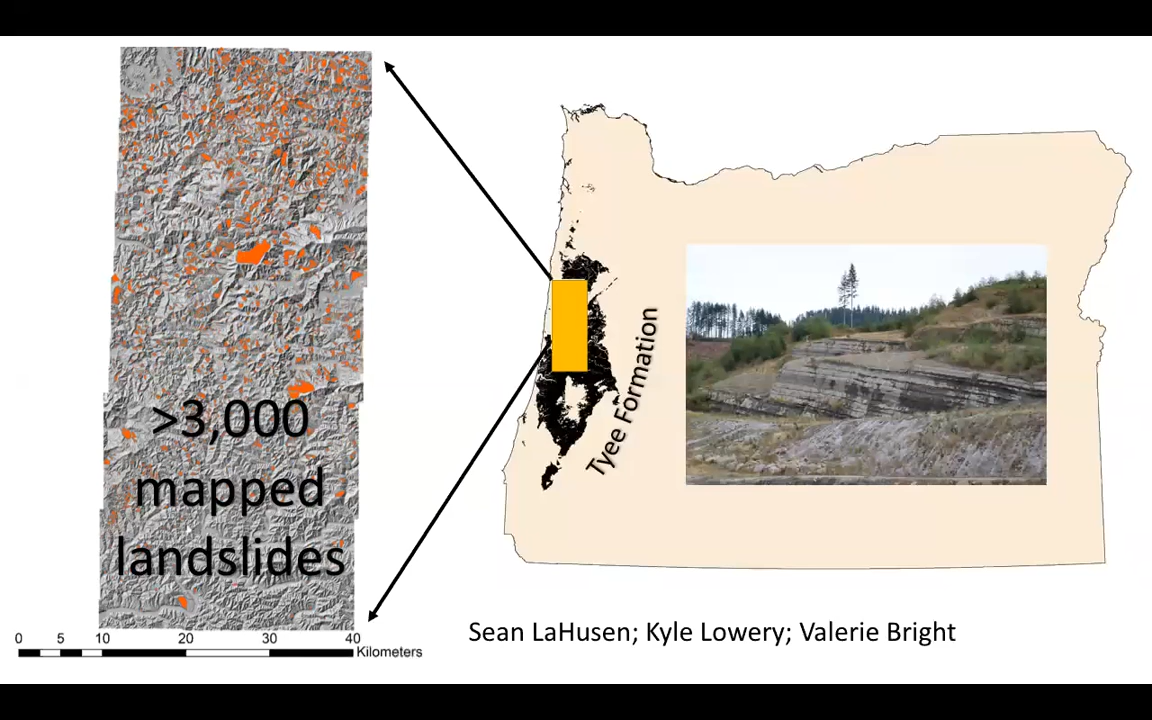 >3,000
mapped
landslides
0 5 10 20 30 40
Kilometers
Tyee Formation
Sean LaHusen; Kyle Lowery; Valerie Bright